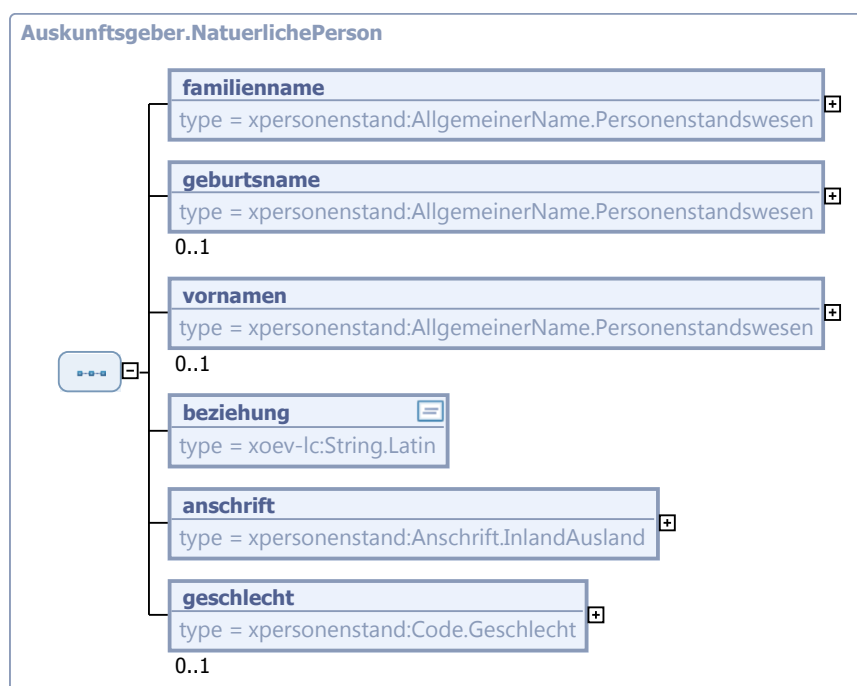 Auskunftsgeber.NatuerlichePerson
familienname
type = xpersonenstand:AllgemeinerName.Personenstandswesen
geburtsname
type = xpersonenstand:AllgemeinerName.Personenstandswesen
0..1
vornamen
type = xpersonenstand:AllgemeinerName.Personenstandswesen
0..1
beziehung
type = xoev-lc:String.Latin
anschrift
type = xpersonenstand:Anschrift.InlandAusland
geschlecht
type = xpersonenstand:Code.Geschlecht
0..1